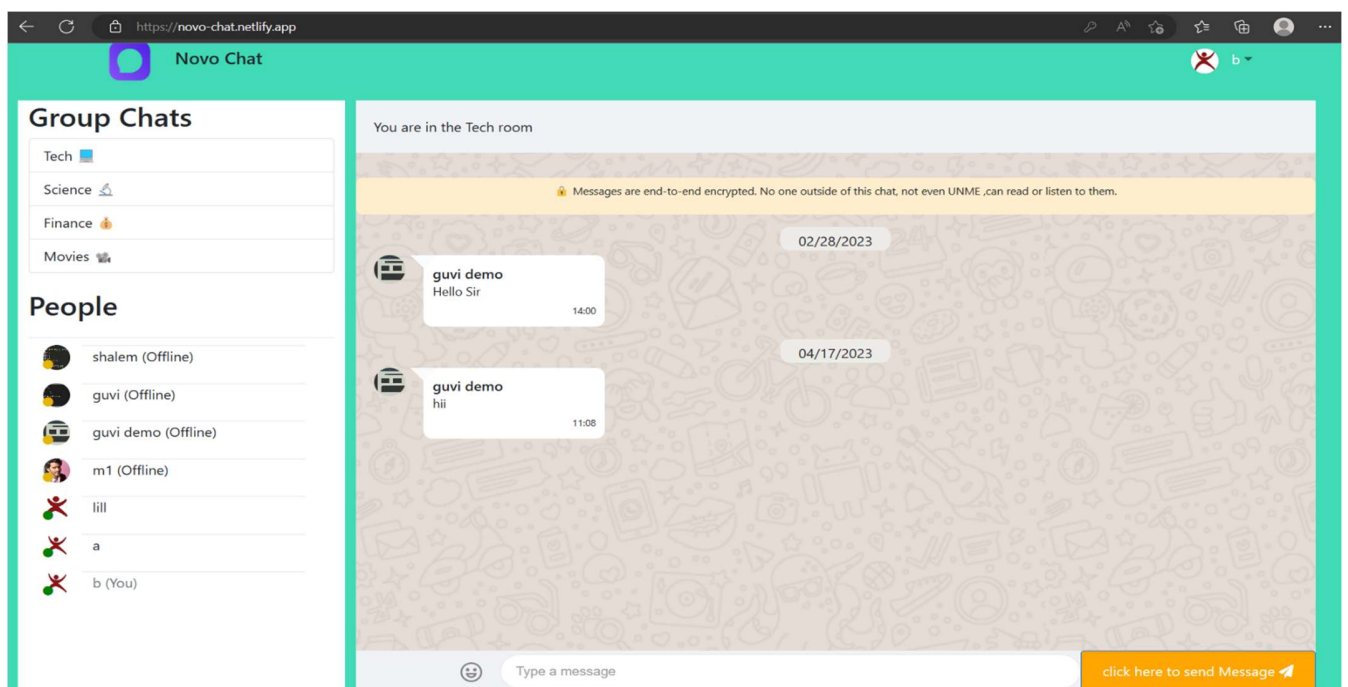 https://novo-chat.netlify.app
Novo Chat
b
Group Chats
Tech
Science
Finance
Movies
People
shalem (Offline)
guvi (Offline)
guvi demo (Offline)
m1 (Offline)
lill
a
b (You)
You are in the Tech room
Messages are end-to-end encrypted. No one outside of this chat, not even UNME ,can read or listen to them.
02/28/2023
guvi demo
Hello Sir
14:00
04/17/2023
guvi demo
hii
11:08
Type a message
click here to send Message